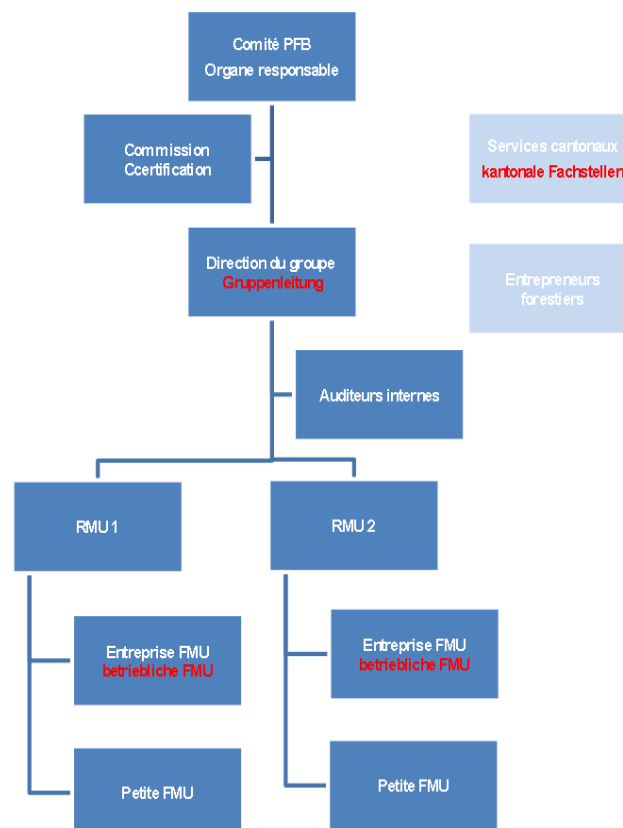 Comité PFB
Organe responsable
Commission
Ccertification
Services cantonaux
kantonale Fachstellen
Direction du groupe
Gruppenleitung
Entrepreneurs
forestiers
Auditeurs internes
RMU 1
RMU 2
Entreprise FMU
betriebliche FMU
Entreprise FMU
betriebliche FMU
Petite FMU
Petite FMU